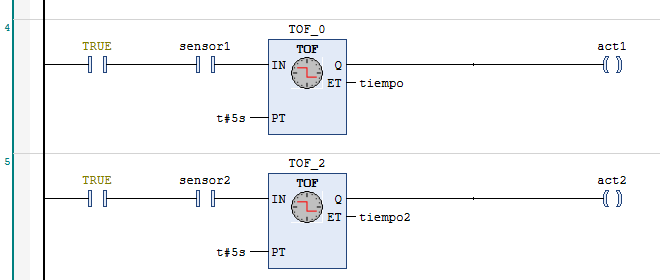 4
TOF_0
TRUE sensor1 TOF act1
IN Q
ET tiempo
t#5s PT
5
TOF_2
TRUE sensor2 TOF act2
IN Q
ET tiempo2
t#5s PT